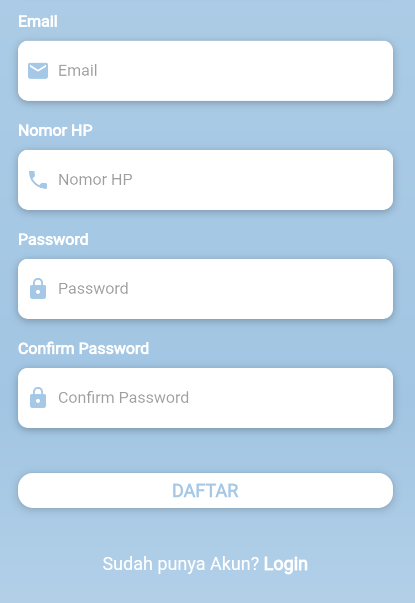 Email
Email
Nomor HP
Nomor HP
Password
Password
Confirm Password
Confirm Password
DAFTAR
Sudah punya Akun? Login